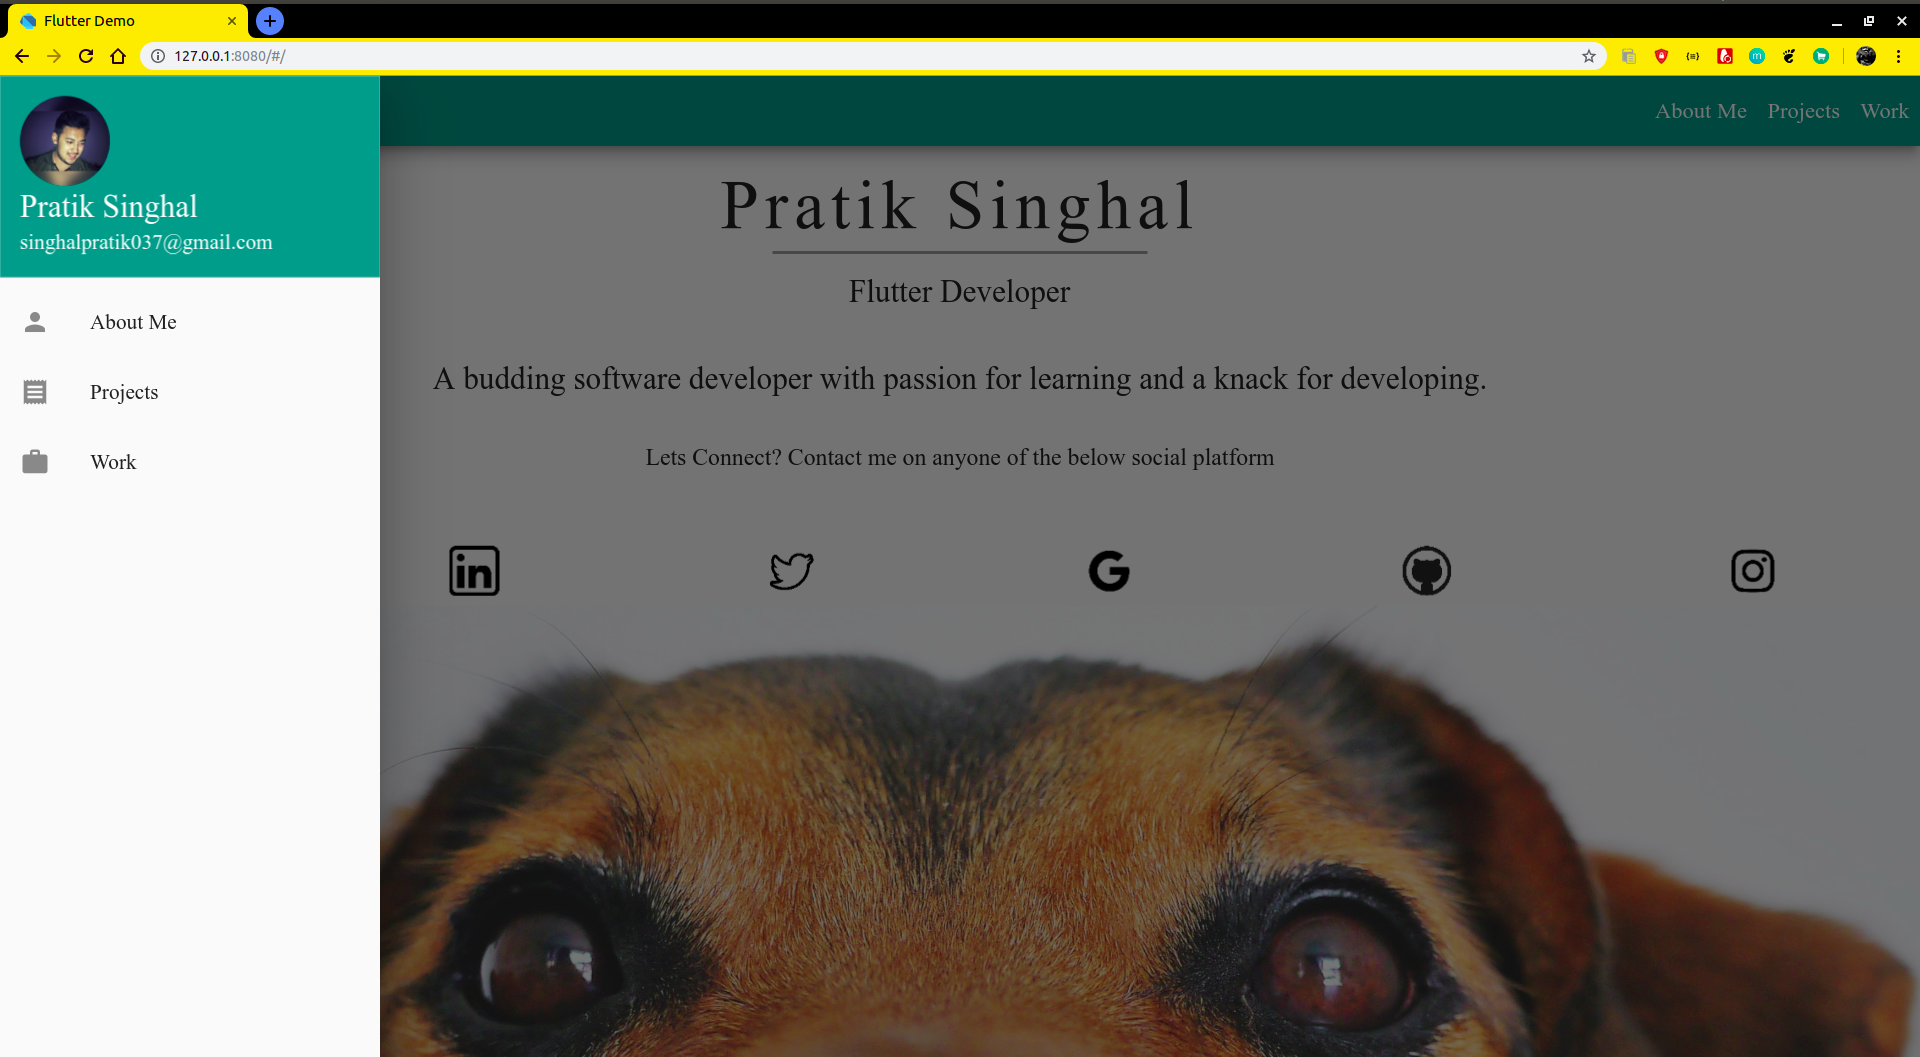 Flutter Demo
127.0.0.1:8080/#/
Pratik Singhal
singhalpratik037@gmail.com
About Me
Projects
Work
About Me Projects Work
Pratik Singhal
Flutter Developer
A budding software developer with passion for learning and a knack for developing.
Lets Connect? Contact me on anyone of the below social platform
in G